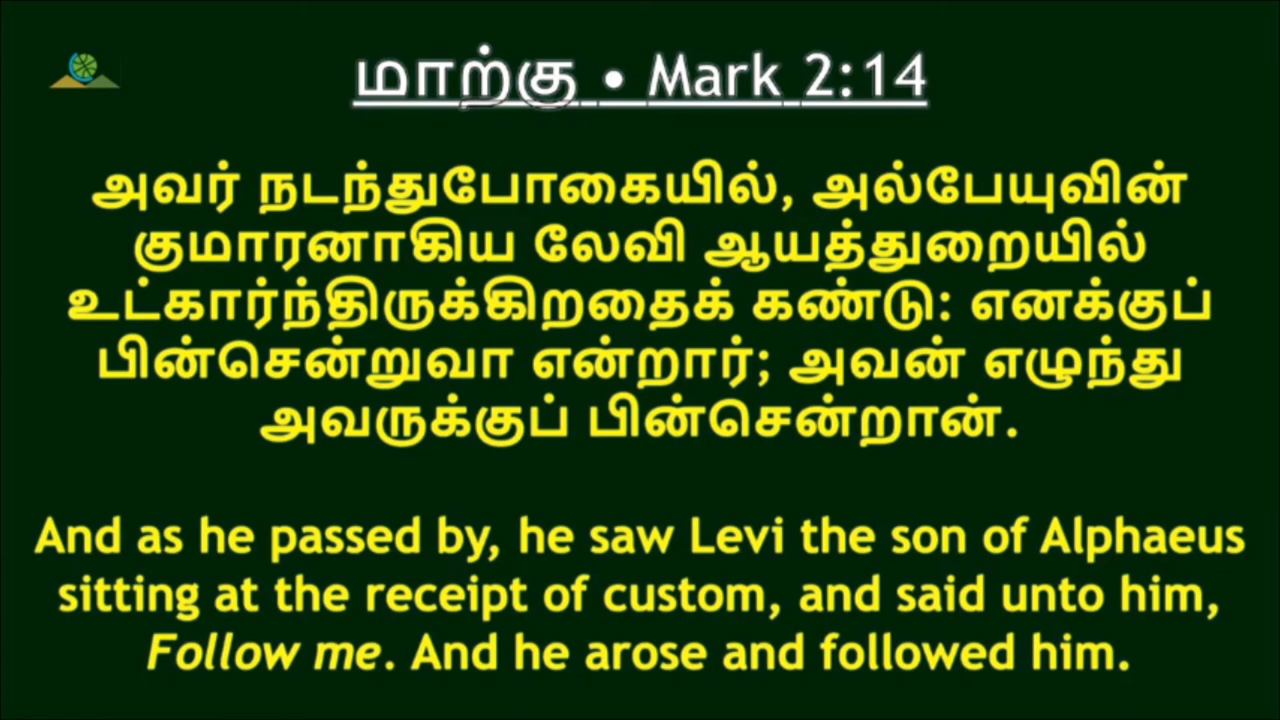 மாற்கு • Mark 2:14
அவர் நடந்துபோகையில், அல்பேயுவின்
குமாரனாகிய லேவி ஆயத்துறையில்
உட்கார்ந்திருக்கிறதைக் கண்டு: எனக்குப்
பின்சென்றுவா என்றார்; அவன் எழுந்து
அவருக்குப் பின்சென்றான்.
And as he passed by, he saw Levi the son of Alphaeus
sitting at the receipt of custom, and said unto him,
Follow me. And he arose and followed him.